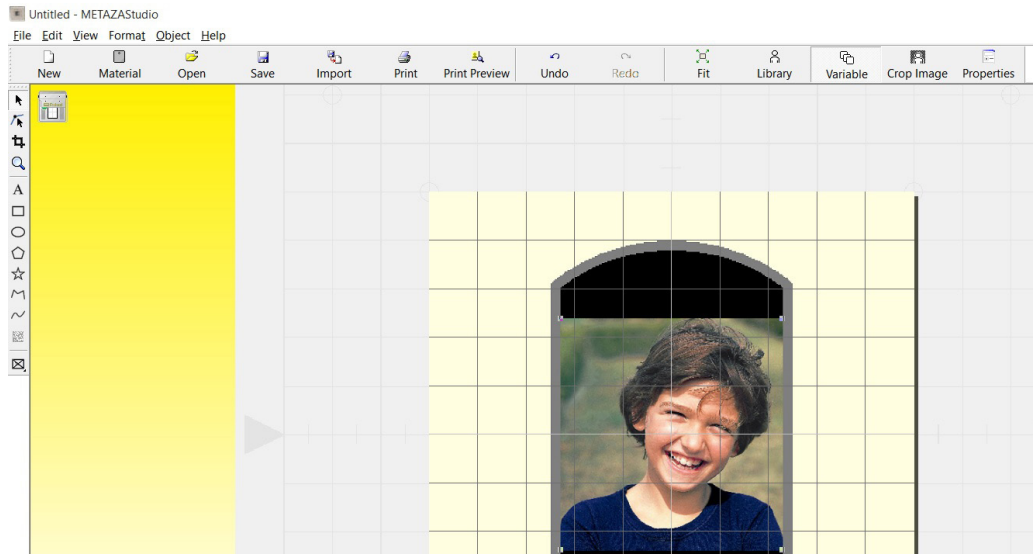 Untitled - METAZAStudio
File Edit View Format Object Help
New Material Open Save Import Print Print Preview Undo Redo Fit Library Variable Crop Image Properties
A